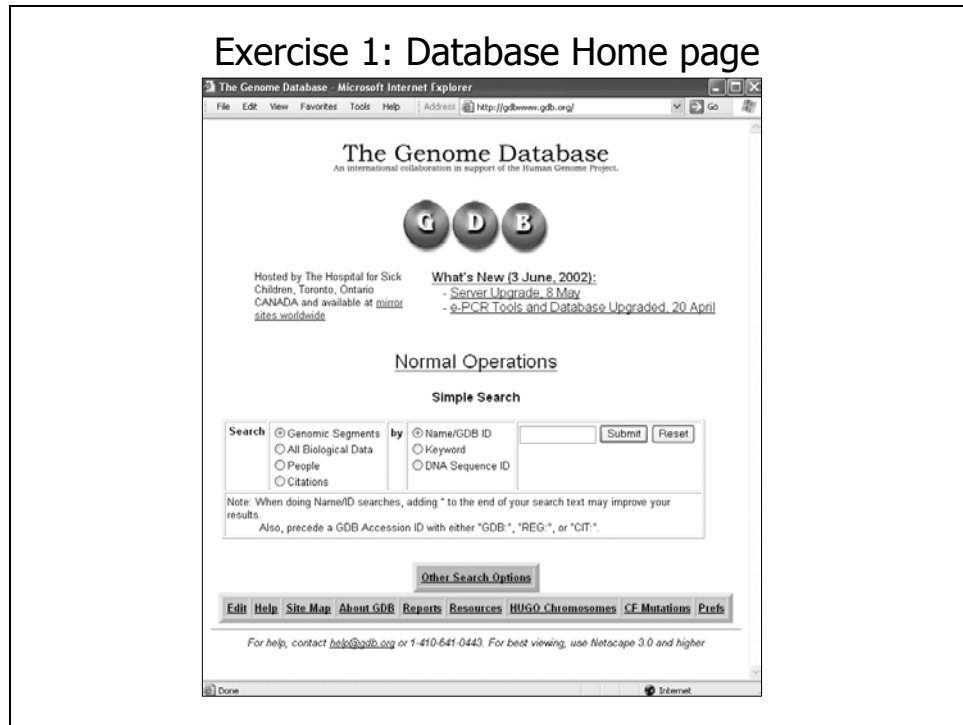 Exercise 1: Database Home page
The Genome Database - Microsoft Internet Explorer
File Edit View Favorites Tools Help Address http://gdbwww.gdb.org/ Go
The Genome Database
An international collaboration in support of the Human Genome Project.
G D B
Hosted by The Hospital for Sick
Children, Toronto, Ontario
CANADA and available at mirror
sites worldwide
What's New (3 June, 2002):
- Server Upgrade, 8 May
- e-PCR Tools and Database Upgraded, 20 April
Normal Operations
Simple Search
Search Genomic Segments by Name/GDB ID Submit Reset
All Biological Data Keyword
People DNA Sequence ID
Citations
Note: When doing Name/ID searches, adding * to the end of your search text may improve your
results.
Also, precede a GDB Accession ID with either "GDB:", "REG:", or "CIT:".
Other Search Options
Edit Help Site Map About GDB Reports Resources HUGO Chromosomes CF Mutations Prefs
For help, contact help@gdb.org or 1-410-641-0443. For best viewing, use Netscape 3.0 and higher
Done Internet